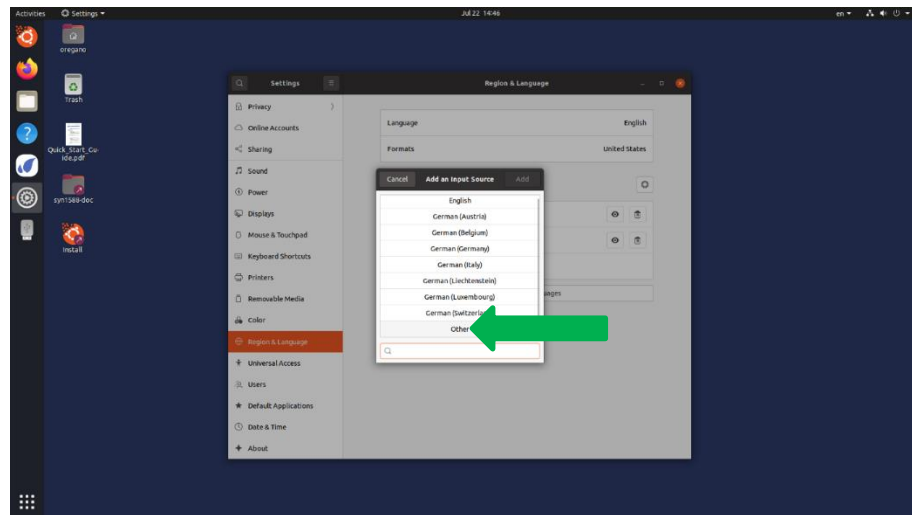 Activities
Settings
Jul 22 14:46
en
oregano
Trash
Quick_Start_Gu-
ide.pdf
syn1588-doc
Install
Settings
Region & Language
Privacy
Online Accounts
Sharing
Sound
Power
Displays
Mouse & Touchpad
Keyboard Shortcuts
Printers
Removable Media
Color
Region & Language
Universal Access
Users
Default Applications
Date & Time
About
Language
English
Formats
United States
Cancel
Add an Input Source
Add
English
German (Austria)
German (Belgium)
German (Germany)
German (Italy)
German (Liechtenstein)
German (Luxembourg)
German
Other